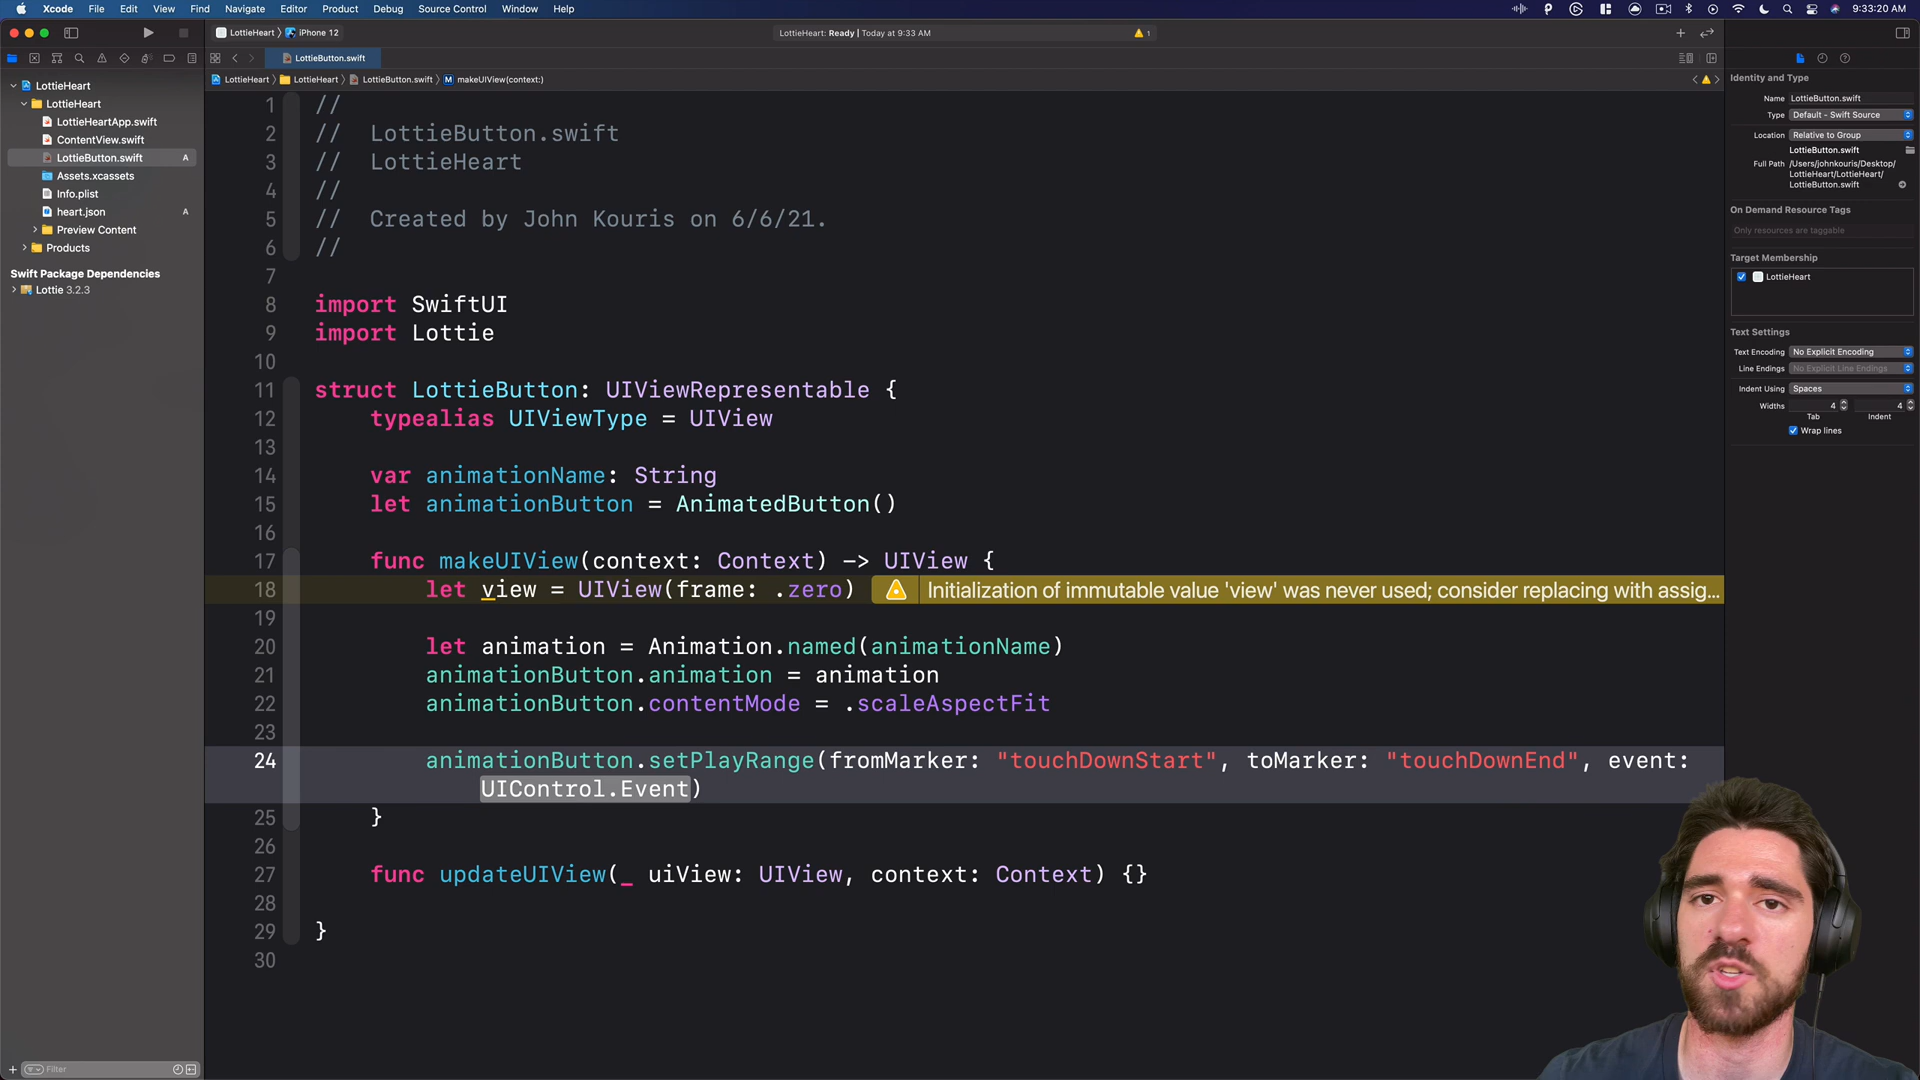 Xcode File Edit View Find Navigate Editor Product Debug Source Control Window Help 9:33:20 AM
LottieHeart iPhone 12 LottieHeart: Ready | Today at 9:33 AM 1
LottieButton.swift
LottieHeart LottieHeart LottieButton.swift M makeUIView(context:)
LottieHeart
LottieHeart
LottieHeartApp.swift
ContentView.swift
LottieButton.swift A
Assets.xcassets
Info.plist
heart.json A
Preview Content
Products
Swift Package Dependencies
Lottie 3.2.3
Filter
1 //
2 // LottieButton.swift
3 // LottieHeart
4 //
5 // Created by John Kouris on 6/6/21.
6 //
7
8 import SwiftUI
9 import Lottie
10
11 struct LottieButton: UIViewRepresentable {
12 typealias UIViewType = UIView
13
14 var animationName: String
15 let animationButton = AnimatedButton()
16
17 func makeUIView(context: Context) -> UIView {
18 let view = UIView(frame: .zero) Initialization of immutable value 'view' was never used; consider replacing with assig...
19
20 let animation = Animation.named(animationName)
21 animationButton.animation = animation
22 animationButton.contentMode = .scaleAspectFit
23
24 animationButton.setPlayRange(fromMarker: "touchDownStart", toMarker: "touchDownEnd", event:
UIControl.Event)
25 }
26
27 func updateUIView(_ uiView: UIView, context: Context) {}
28
29 }
30
Identity and Type
Name LottieButton.swift
Type Default - Swift Source
Location Relative to Group
LottieButton.swift
Full Path /Users/johnkouris/Desktop/
LottieHeart/LottieHeart/
LottieButton.swift
On Demand Resource Tags
Only resources are taggable
Target Membership
LottieHeart
Text Settings
Text Encoding No Explicit Encoding
Line Endings No Explicit Line Endings
Indent Using Spaces
Widths 4 4
Tab Indent
Wrap lines